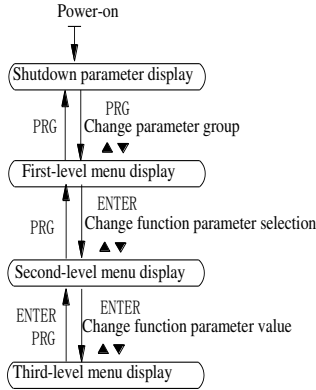 Power-on
Shutdown parameter display
PRG
PRG
Change parameter group
▲ ▼
First-level menu display
ENTER
PRG
Change function parameter selection
▲ ▼
Second-level menu display
ENTER
ENTER
PRG
Change function parameter value
▲ ▼
Third-level menu display